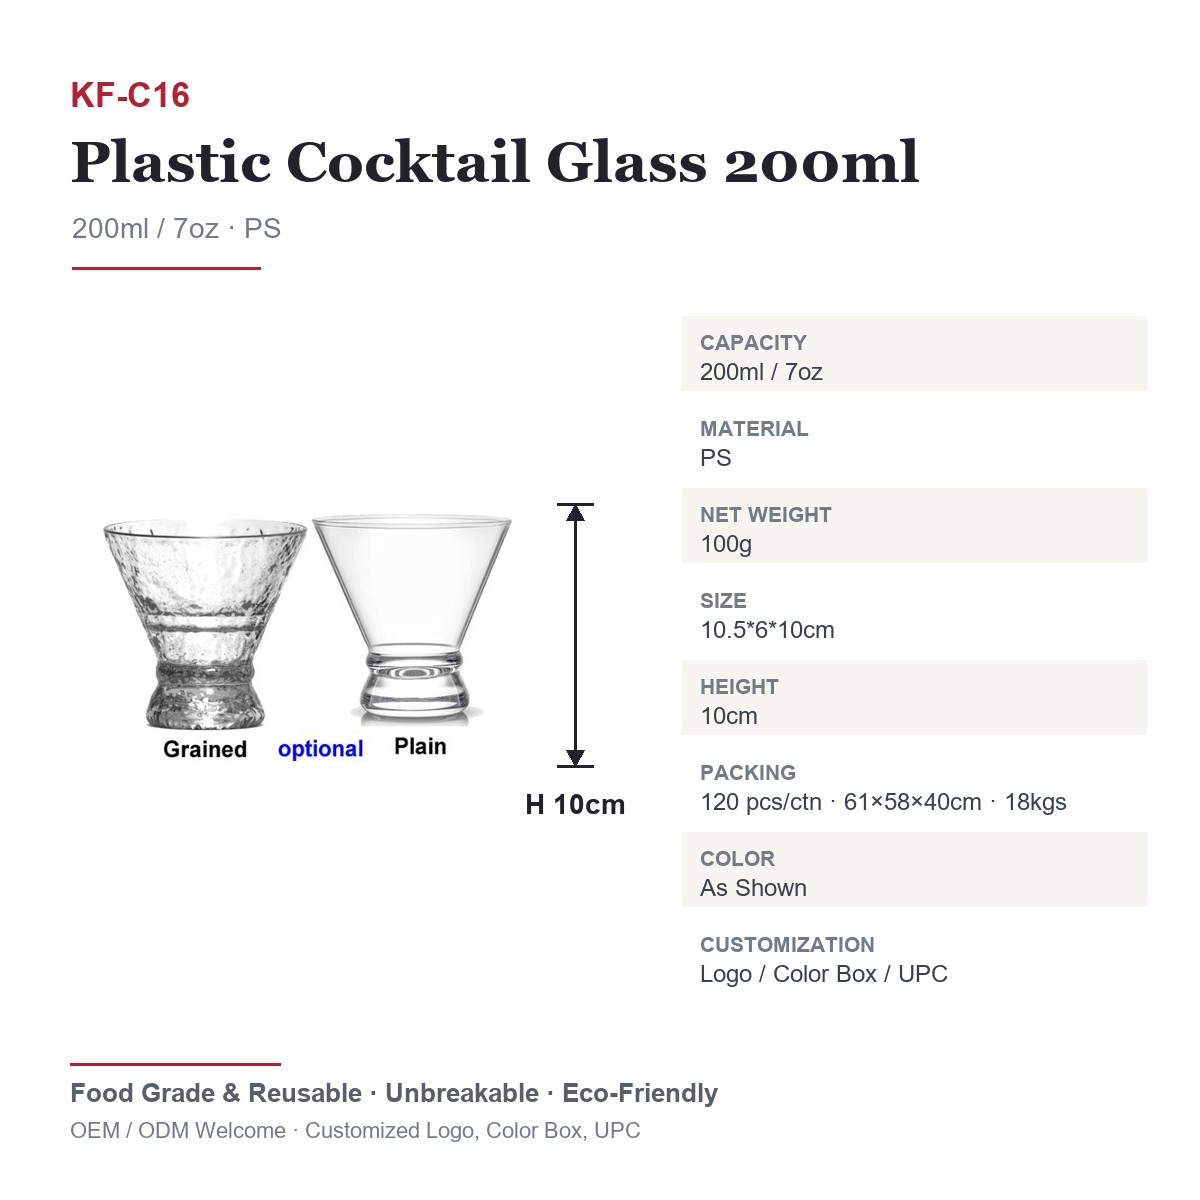 KF-C16
Plastic Cocktail Glass 200ml
200ml / 7oz · PS
Grained optional Plain
H 10cm
CAPACITY
200ml / 7oz
MATERIAL
PS
NET WEIGHT
100g
SIZE
10.5*6*10cm
HEIGHT
10cm
PACKING
120 pcs/ctn · 61×58×40cm · 18kgs
COLOR
As Shown
CUSTOMIZATION
Logo / Color Box / UPC
Food Grade & Reusable · Unbreakable · Eco-Friendly
OEM / ODM Welcome · Customized Logo, Color Box, UPC